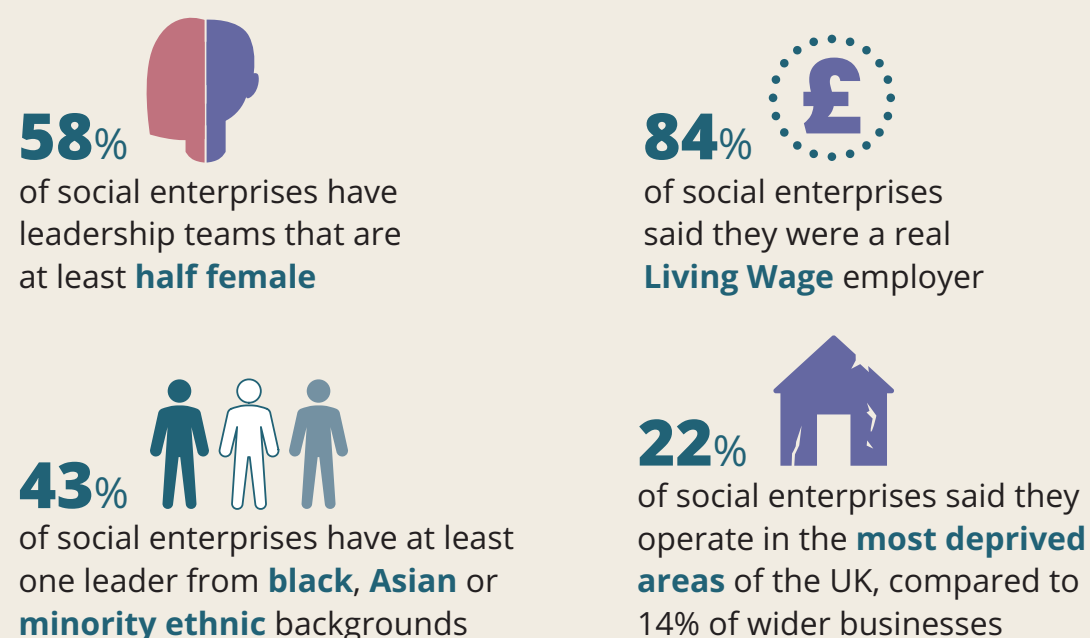 58%
of social enterprises have
leadership teams that are
at least half female
£
84%
of social enterprises
said they were a real
Living Wage employer
43%
of social enterprises have at least
one leader from black, Asian or
minority ethnic backgrounds
22%
of social enterprises said they
operate in the most deprived
areas of the UK, compared to
14% of wider businesses